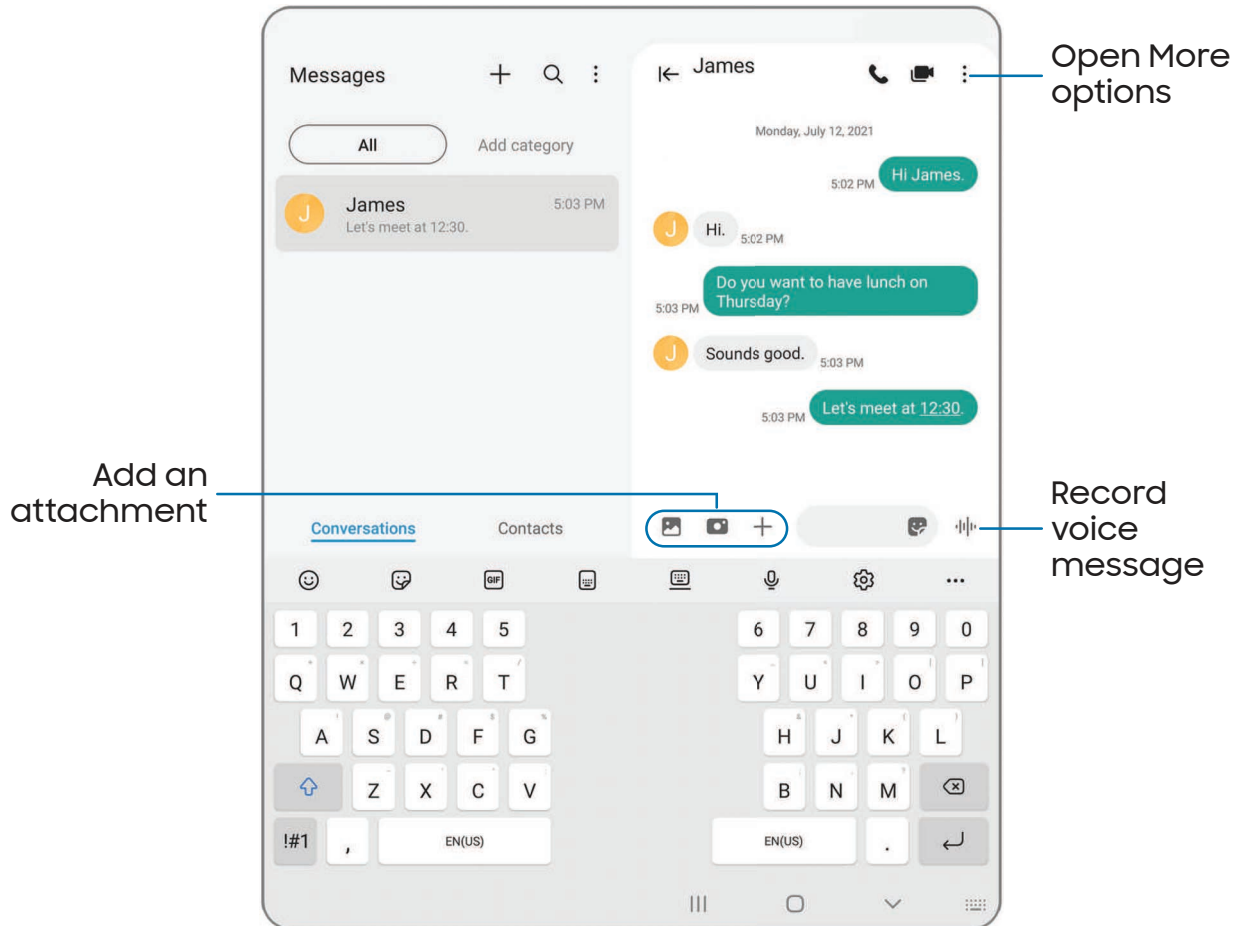 Messages
All
Add category
James
5:03 PM
Let's meet at 12:30.
Conversations
Contacts
James
Monday, July 12, 2021
5:02 PM
Hi James.
J
Hi.
5:02 PM
Do you want to have lunch on
Thursday?
5:03 PM
J
Sounds good.
5:03 PM
5:03 PM
Let's meet at 12:30.
Open More
options
Add an
attachment
Record
voice
message
GIF
1 2 3 4 5 6 7 8 9 0
Q W E R T Y U I O P
A S D F G H J K L
Z X C V B N M
!#1 , EN(US) EN(US) .